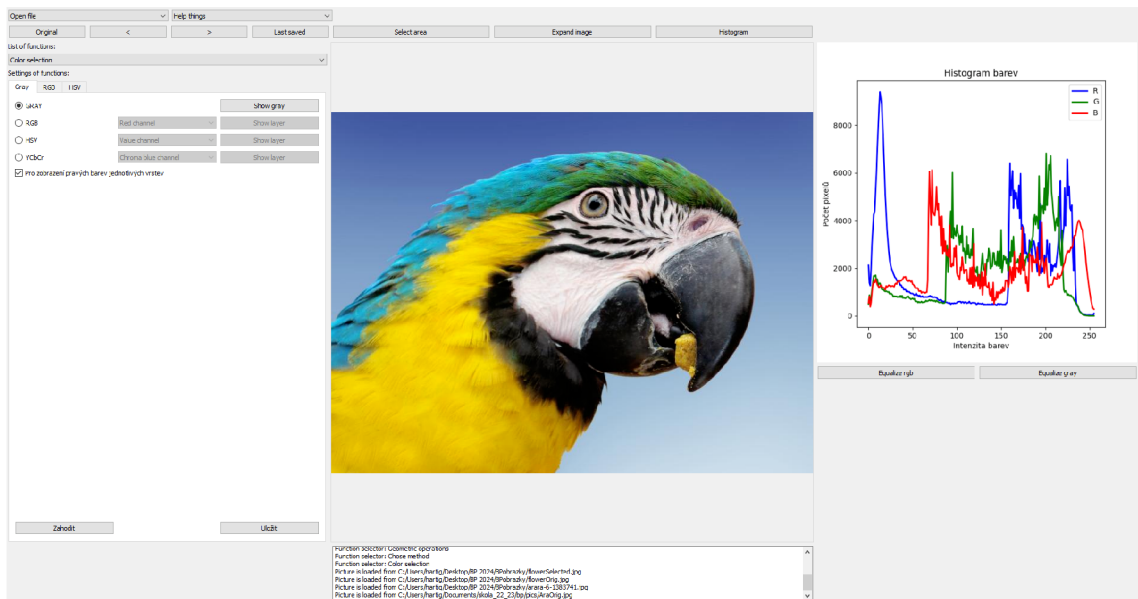 Open file
Help things
Orginal
<
>
Last saved
Select area
Expand image
Histogram
List of functions:
Color selection
Settings of functions:
Gray
RGB
HSV
GRAY
Show gray
RGB
Red channel
Show layer
HSV
Value channel
Show layer
YCbCr
Chroma blue channel
Show layer
Pro zobrazení pravých barev jednotlivých vrstev
Zahodit
Uložit
Histogram barev
R
G
B
8000
6000
4000
2000
0
Počet pixelů
0
50
100
150
200
250
Intenzita barev
Equalize rgb
Equalize gray
Function selector: Geometric operations
Function selector: Chose method
Function selector: Color selection
Picture is loaded from C:/Users/hartig/Desktop/BP 2024/BPobrazky/flowerSelected.jpg
Picture is loaded from C:/Users/hartig/Desktop/BP 2024/BPobrazky/flowerOrig.jpg
Picture is loaded from C:/Users/hartig/Desktop/BP 2024/BPobrazky/arara-6-1383741.jpg
Picture is loaded from C:/Users/hartig/Documents/skola_22_23/bp/pics/AraOrig.jpg